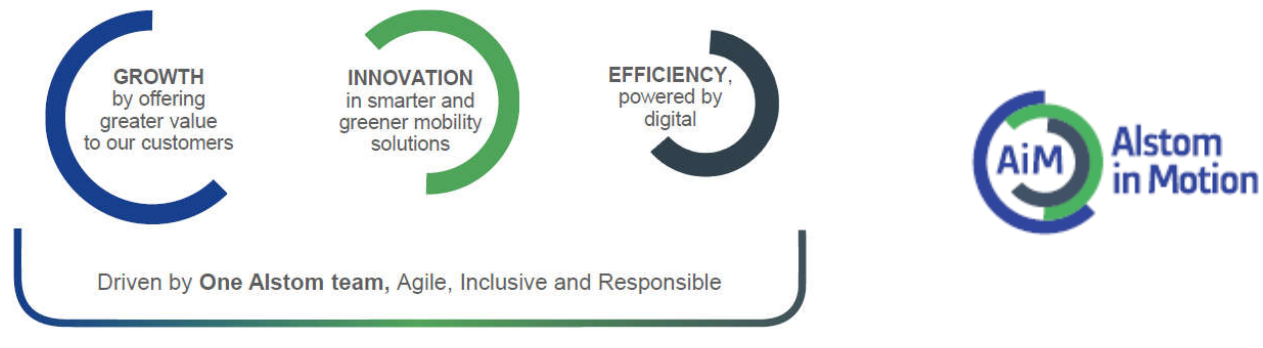 GROWTH
by offering
greater value
to our customers
INNOVATION
in smarter and
greener mobility
solutions
EFFICIENCY,
powered by
digital
Driven by One Alstom team, Agile, Inclusive and Responsible
AiM
Alstom
in Motion